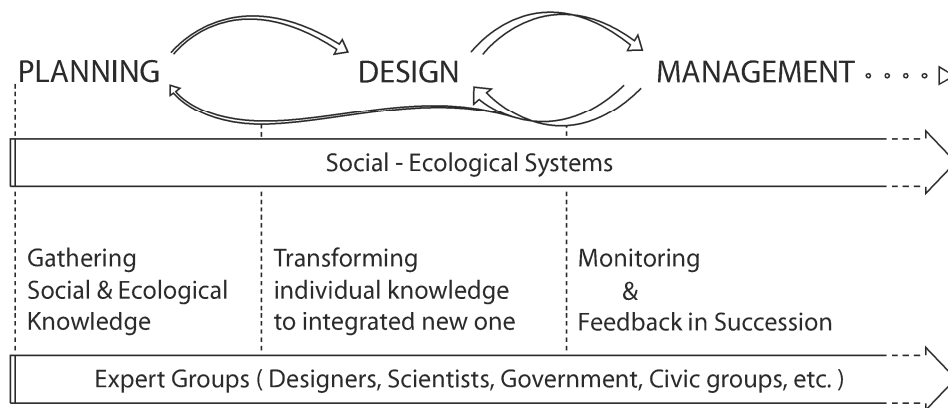 PLANNING DESIGN MANAGEMENT
Social - Ecological Systems
Gathering
Social & Ecological
Knowledge
Transforming
individual knowledge
to integrated new one
Monitoring
&
Feedback in Succession
Expert Groups ( Designers, Scientists, Government, Civic groups, etc. )